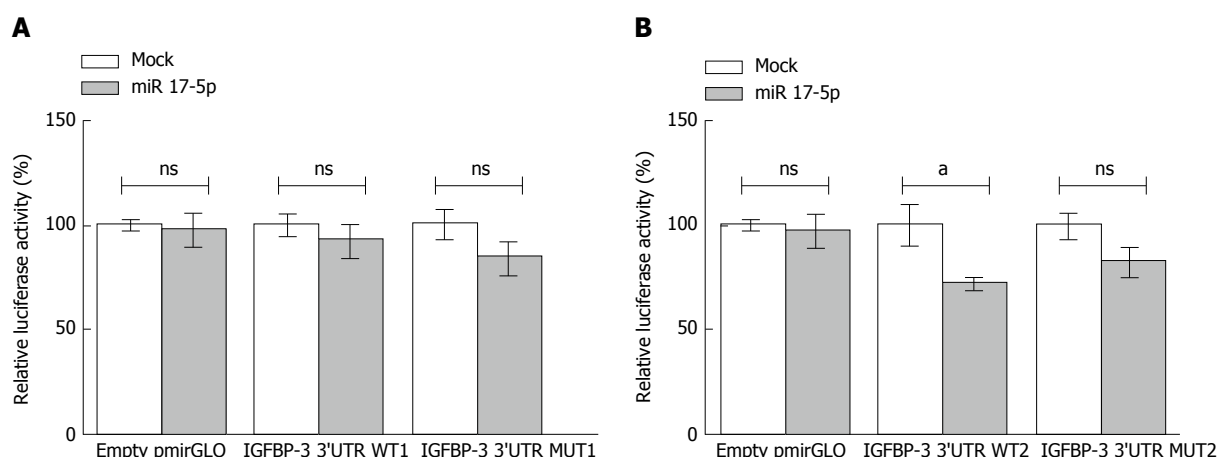 A
Mock
miR 17-5p
Relative luciferase activity (%)
150
100
50
0
ns
ns
ns
Empty pmirGLO
IGFBP-3 3'UTR WT1
IGFBP-3 3'UTR MUT1
B
Mock
miR 17-5p
Relative luciferase activity (%)
150
100
50
0
ns
a
ns
Empty pmirGLO
IGFBP-3 3'UTR WT2
IGFBP-3 3'UTR MUT2